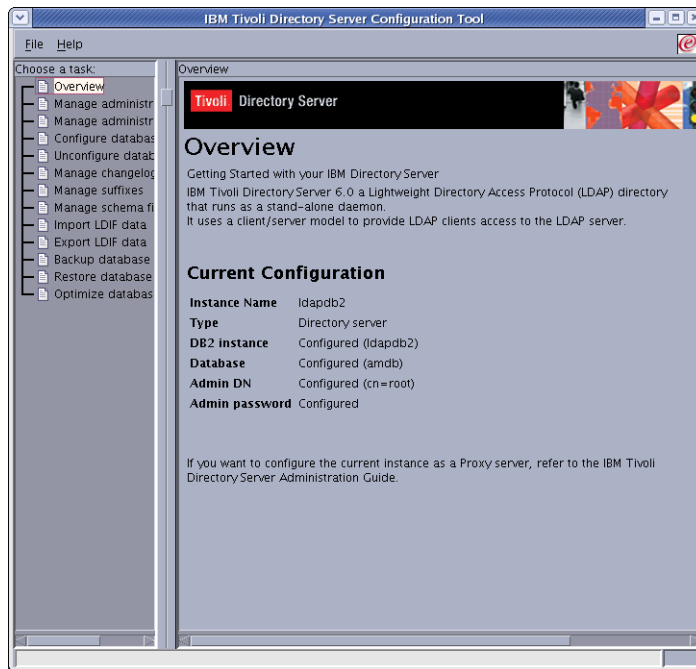 IBM Tivoli Directory Server Configuration Tool
File Help
Choose a task:
Overview
Manage administr
Manage administr
Configure databas
Unconfigure datab
Manage changelog
Manage suffixes
Manage schema fi
Import LDIF data
Export LDIF data
Backup database
Restore database
Optimize databas
Overview
Tivoli Directory Server
Overview
Getting Started with your IBM Directory Server
IBM Tivoli Directory Server 6.0 a Lightweight Directory Access Protocol (LDAP) directory
that runs as a stand-alone daemon.
It uses a client/server model to provide LDAP clients access to the LDAP server.
Current Configuration
Instance Name ldapdb2
Type Directory server
DB2 instance Configured (ldapdb2)
Database Configured (amdb)
Admin DN Configured (cn=root)
Admin password Configured
If you want to configure the current instance as a Proxy server, refer to the IBM Tivoli
Directory Server Administration Guide.